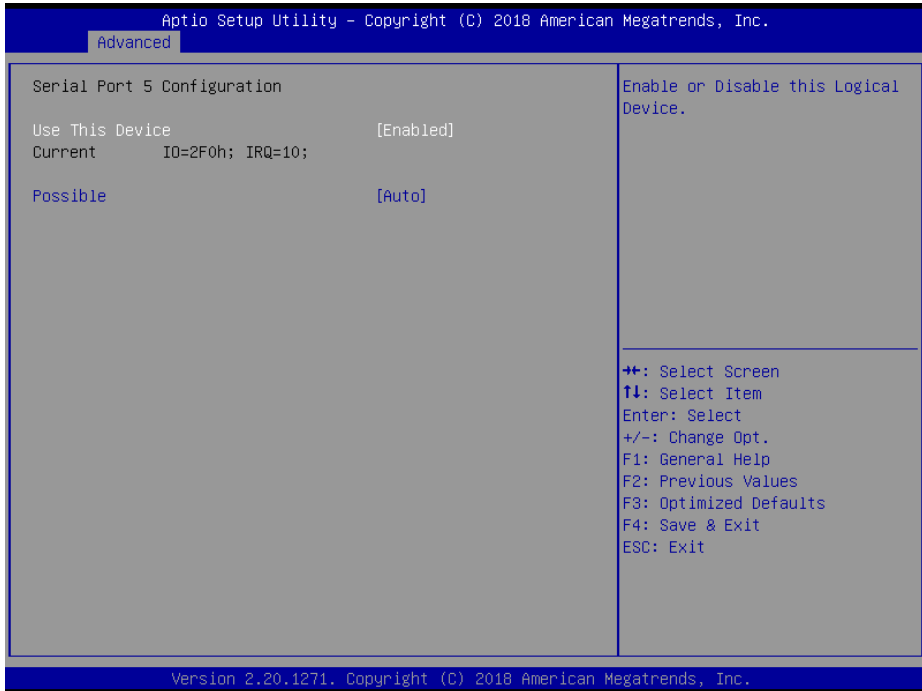 Aptio Setup Utility – Copyright (C) 2018 American Megatrends, Inc.
Advanced
Serial Port 5 Configuration
Use This Device [Enabled]
Current IO=2F0h; IRQ=10;
Possible [Auto]
Enable or Disable this Logical
Device.
→←: Select Screen
↑↓: Select Item
Enter: Select
+/-: Change Opt.
F1: General Help
F2: Previous Values
F3: Optimized Defaults
F4: Save & Exit
ESC: Exit
Version 2.20.1271. Copyright (C) 2018 American Megatrends, Inc.